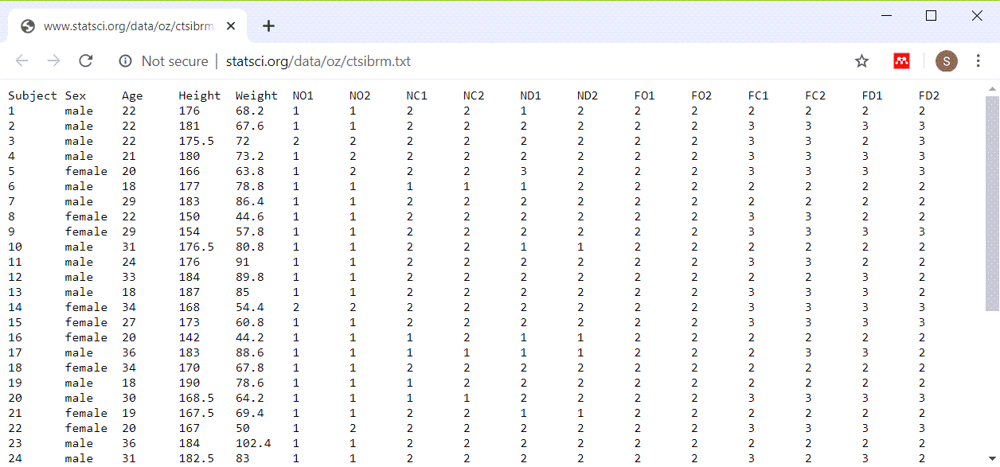 www.statsci.org/data/oz/ctsibrm
Not secure | statsci.org/data/oz/ctsibrm.txt S
Subject Sex Age Height Weight NO1 NO2 NC1 NC2 ND1 ND2 FO1 FO2 FC1 FC2 FD1 FD2
1 male 22 176 68.2 1 1 2 2 1 2 2 2 2 2 2 2
2 male 22 181 67.6 1 1 2 2 2 2 2 2 3 3 3 3
3 male 22 175.5 72 2 2 2 2 2 2 2 2 3 3 2 3
4 male 21 180 73.2 1 2 2 2 2 2 2 2 3 3 3 3
5 female 20 166 63.8 1 2 2 2 3 2 2 2 3 3 3 3
6 male 18 177 78.8 1 1 1 1 1 2 2 2 2 2 2 2
7 male 29 183 86.4 1 1 2 2 2 2 2 2 2 2 2 2
8 female 22 150 44.6 1 1 2 2 2 2 2 2 3 3 2 2
9 female 29 154 57.8 1 1 2 2 2 2 2 2 3 3 3 3
10 male 31 176.5 80.8 1 1 2 2 1 1 2 2 2 2 2 2
11 male 24 176 91 1 1 2 2 2 2 2 2 3 3 2 2
12 male 33 184 89.8 1 1 2 2 2 2 2 2 2 2 3 2
13 male 18 187 85 1 1 2 2 2 2 2 2 3 3 3 2
14 female 34 168 54.4 2 2 2 2 2 2 2 2 3 3 3 3
15 female 27 173 60.8 1 1 2 2 2 2 2 2 3 3 3 3
16 female 20 142 44.2 1 1 1 2 1 1 2 2 2 2 2 2
17 male 36 183 88.6 1 1 1 1 1 1 2 2 2 3 3 2
18 female 34 170 67.8 1 1 2 2 2 2 2 2 2 2 2 2
19 male 18 190 78.6 1 1 1 2 2 2 2 2 2 2 2 2
20 male 30 168.5 64.2 1 1 1 1 2 2 2 2 3 3 3 3
21 female 19 167.5 69.4 1 1 2 2 1 1 2 2 2 2 2 2
22 female 20 167 50 1 2 2 2 2 2 2 2 3 3 3 3
23 male 36 184 102.4 1 1 2 2 2 2 2 2 2 2 2 2
24 male 31 182.5 83 1 1 2 2 2 2 2 2 3 2 3 2